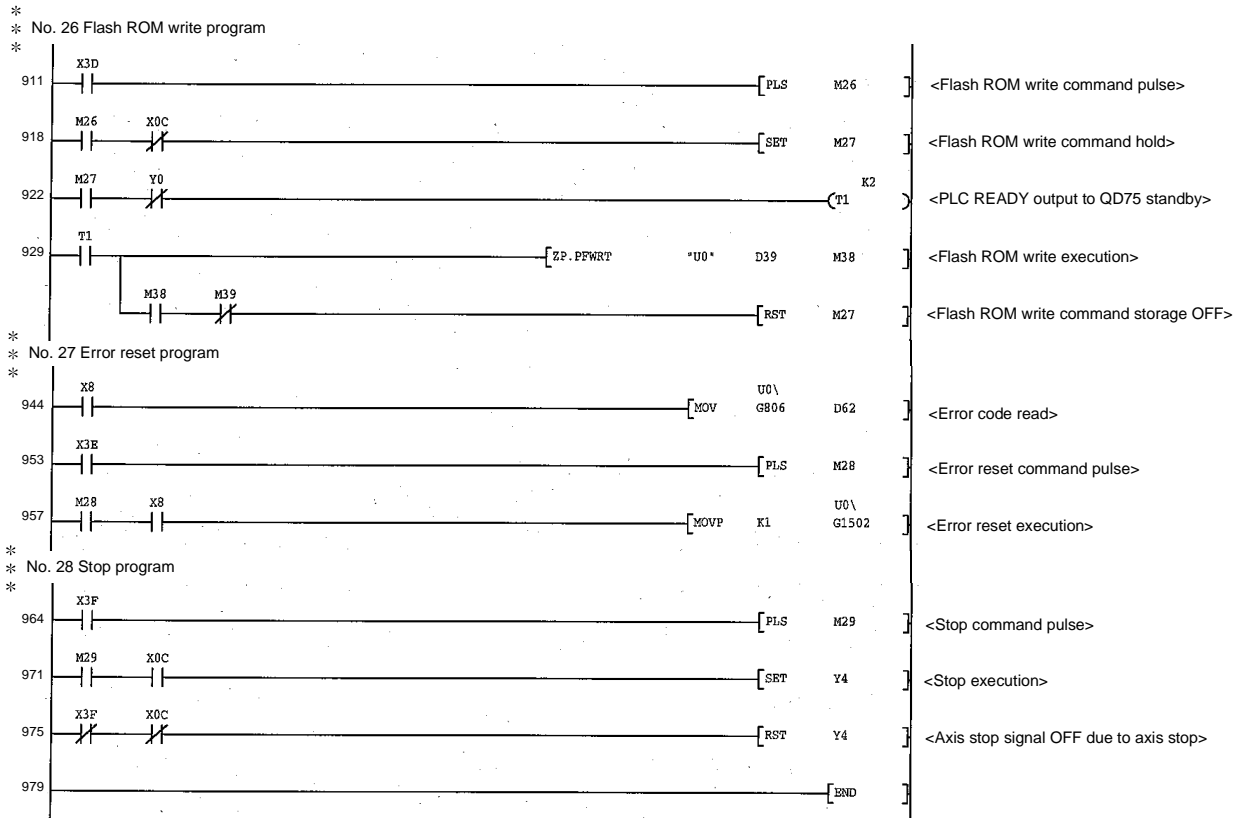 *
* No. 26 Flash ROM write program
*
X3D
911 [PLS M26 ] <Flash ROM write command pulse>
M26 X0C
918 [SET M27 ] <Flash ROM write command hold>
K2
M27 Y0
922 (T1 ) <PLC READY output to QD75 standby>
T1
929 [ZP.PFWRT "U0" D39 M38 ] <Flash ROM write execution>
M38 M39
[RST M27 ] <Flash ROM write command storage OFF>
*
* No. 27 Error reset program
*
X8 U0\
944 [MOV G806 D62 ] <Error code read>
X3E
953 [PLS M28 ] <Error reset command pulse>
M28 X8 U0\
957 [MOVP K1 G1502 ] <Error reset execution>
*
* No. 28 Stop program
*
X3F
964 [PLS M29 ] <Stop command pulse>
M29 X0C
971 [SET Y4 ] <Stop execution>
X3F X0C
975 [RST Y4 ] <Axis stop signal OFF due to axis stop>
979 [END ]